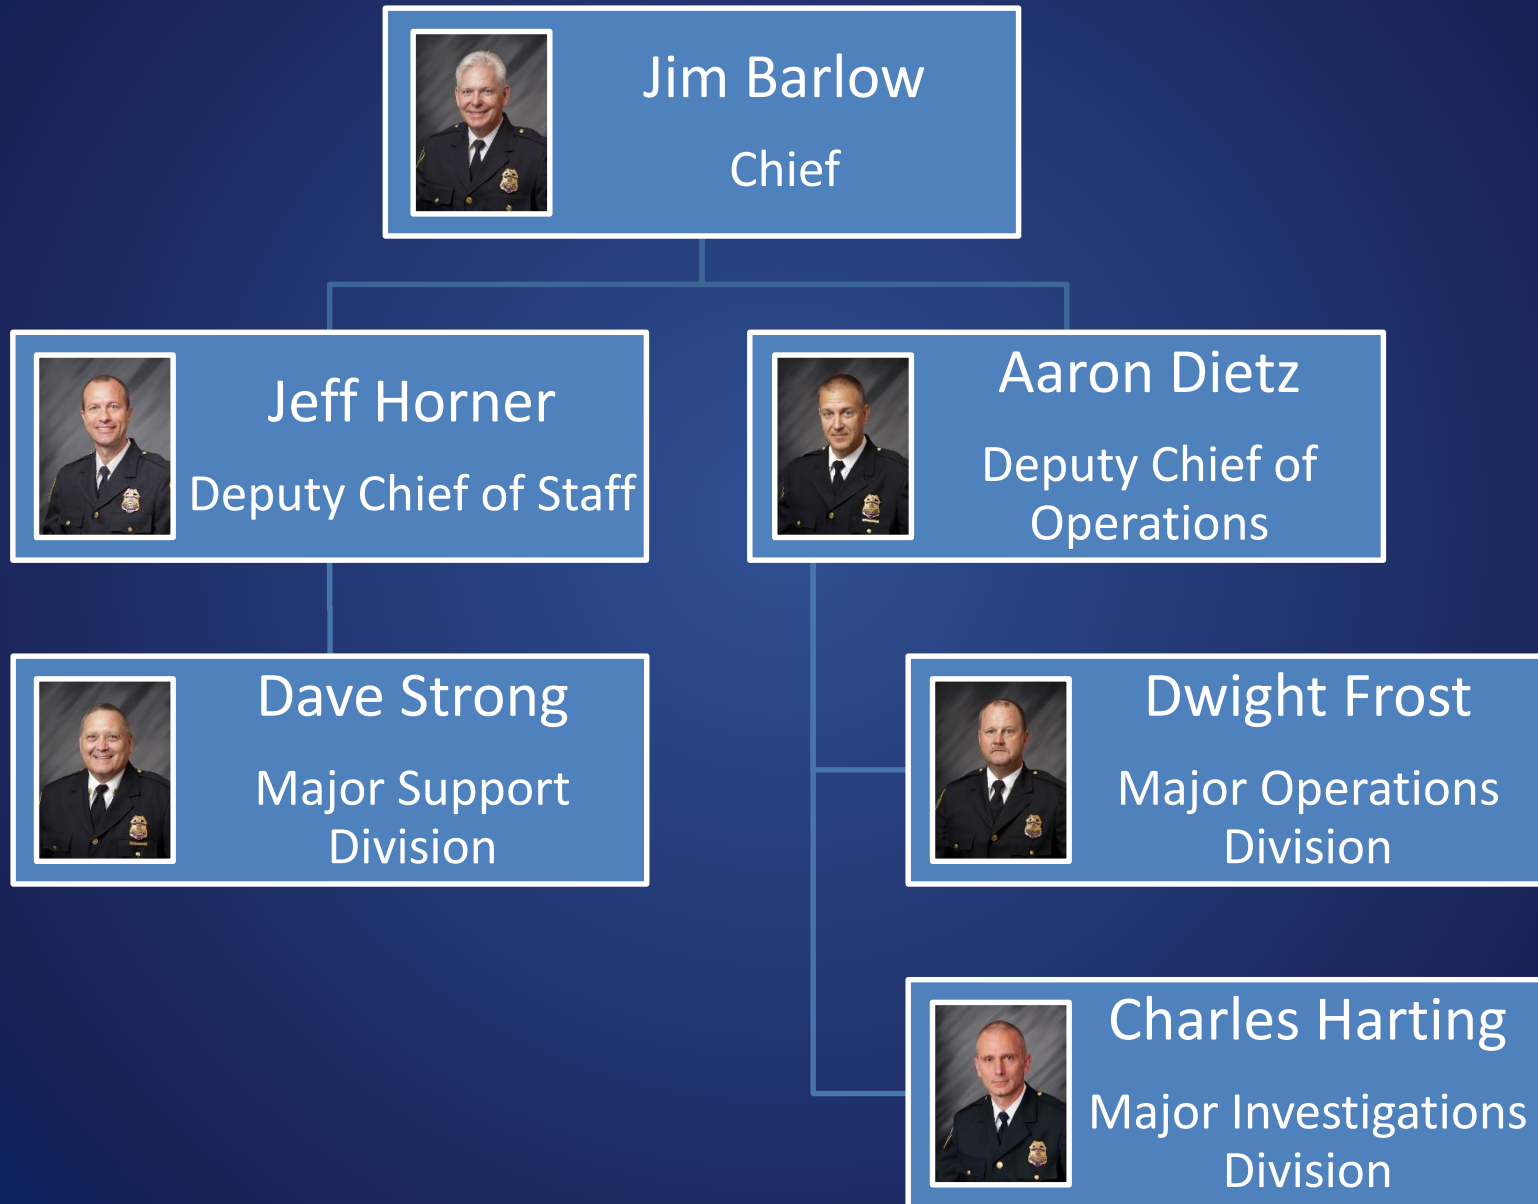 Jim Barlow
Chief
Jeff Horner
Deputy Chief of Staff
Aaron Dietz
Deputy Chief of
Operations
Dave Strong
Major Support
Division
Dwight Frost
Major Operations
Division
Charles Harting
Major Investigations
Division